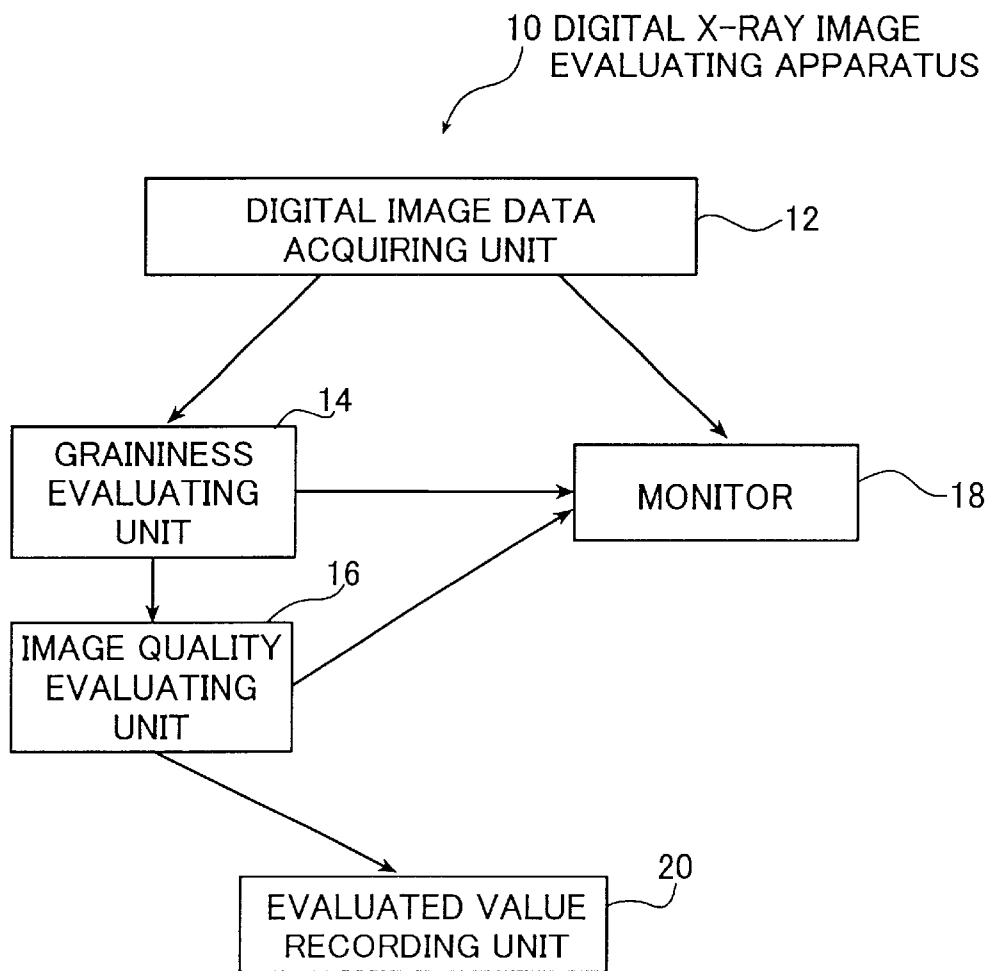 10 DIGITAL X-RAY IMAGE
EVALUATING APPARATUS
DIGITAL IMAGE DATA
ACQUIRING UNIT
12
14
GRAININESS
EVALUATING
UNIT
MONITOR
18
16
IMAGE QUALITY
EVALUATING
UNIT
20
EVALUATED VALUE
RECORDING UNIT